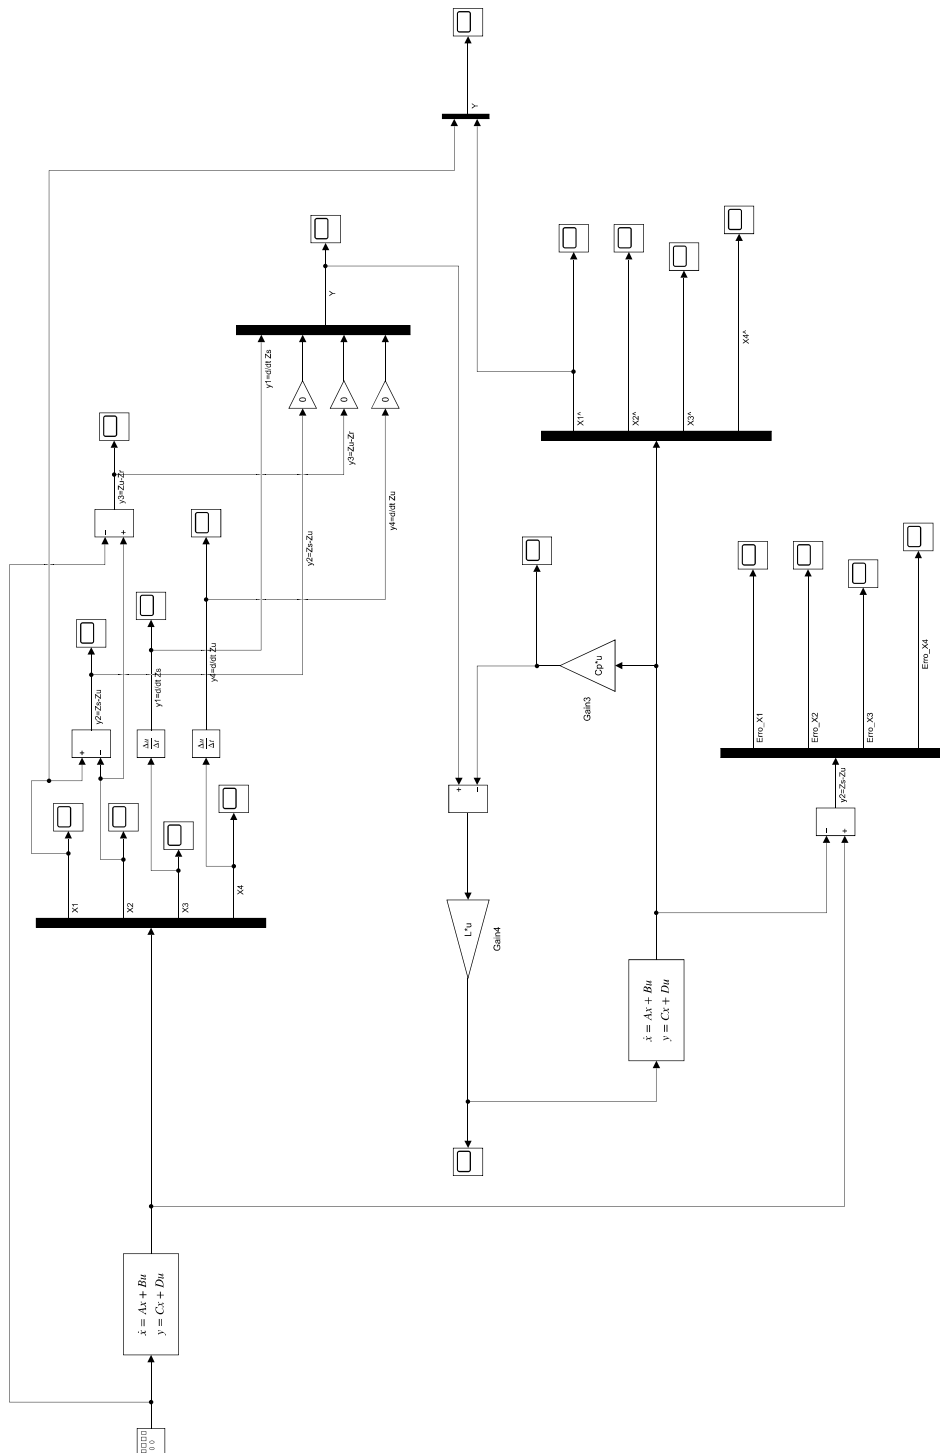 Y
Y
y1=d/dt Zs
0
0
0
X1^
X2^
X3^
X4^
y3=Zu-Zr
y2=Zs-Zu
y3=Zu-Zr
y4=d/dt Zu
- +
y2=Zs-Zu
y1=d/dt Zs
y4=d/dt Zu
Cp*u
Gain3
Erro_X1
Erro_X2
Erro_X3
Erro_X4
+ -
Δu
Δt
Δu
Δt
+ -
y2=Zs-Zu
- +
X1
X2
X3
X4
L*u
Gain4
ẋ = Ax + Bu
y = Cx + Du
ẋ = Ax + Bu
y = Cx + Du